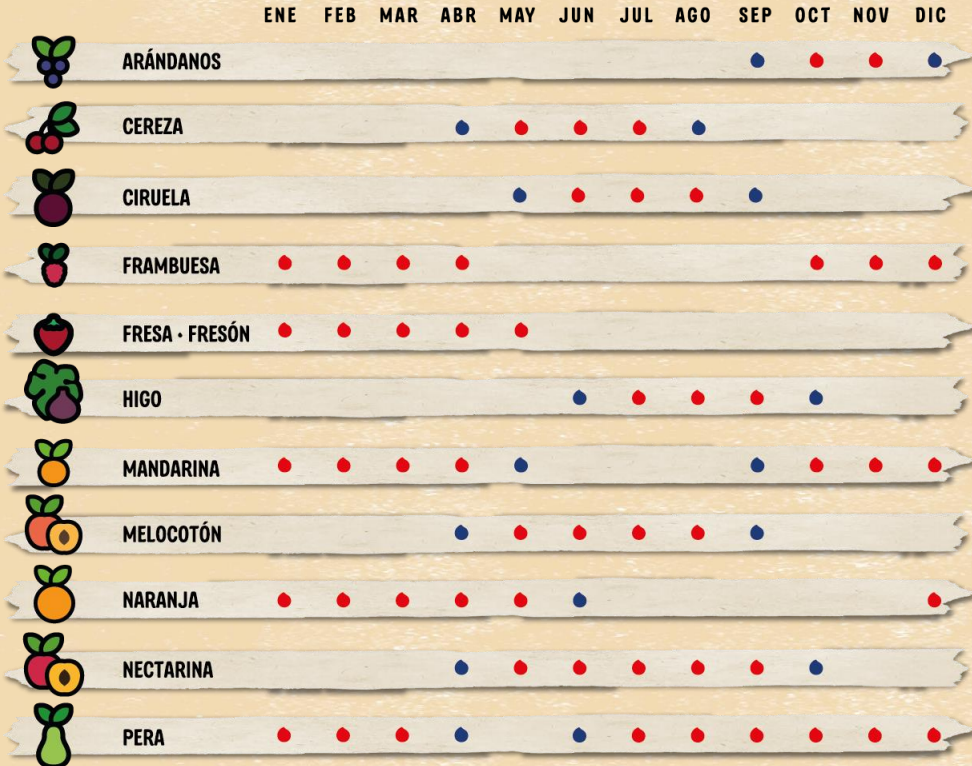 ENE FEB MAR ABR MAY JUN JUL AGO SEP OCT NOV DIC
ARÁNDANOS
CEREZA
CIRUELA
FRAMBUESA
FRESA · FRESÓN
HIGO
MANDARINA
MELOCOTÓN
NARANJA
NECTARINA
PERA